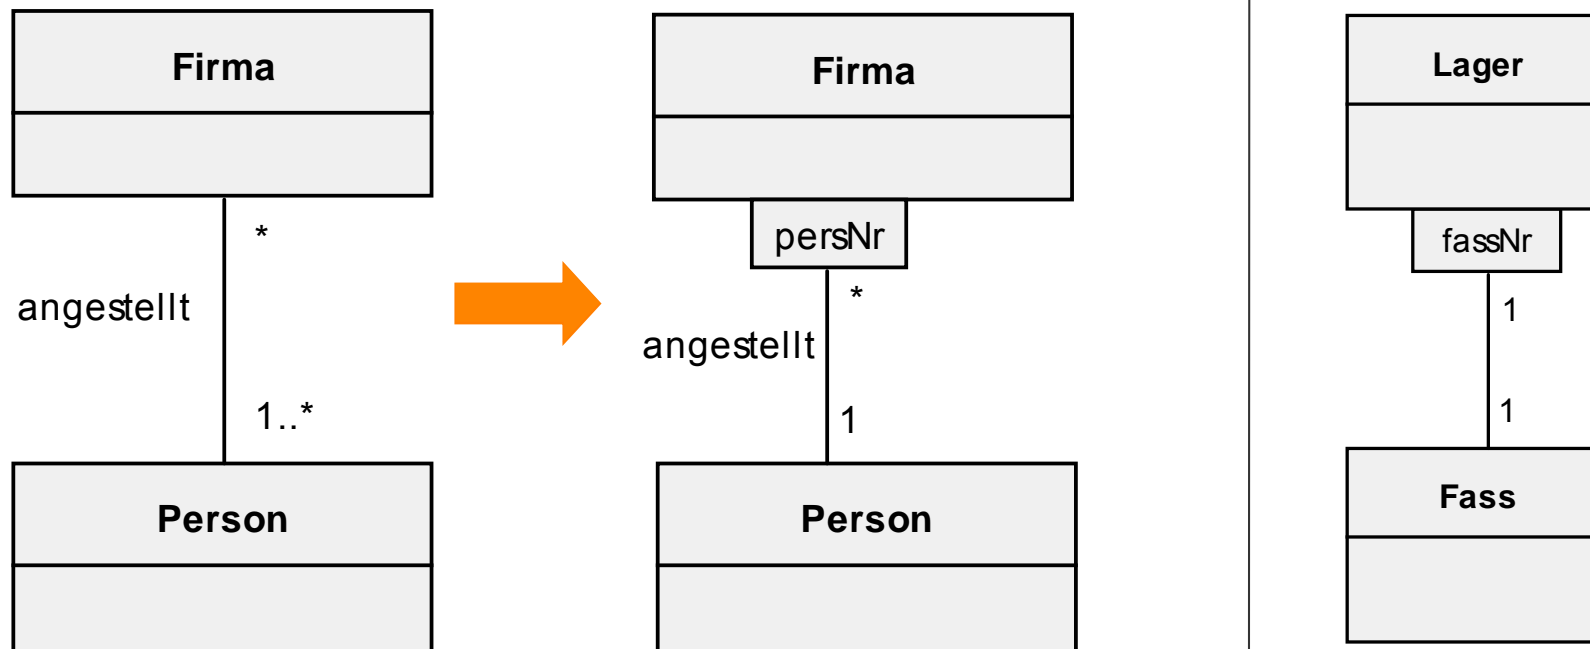 Firma
*
angestellt
1..*
Person
Firma
persNr
*
angestellt
1
Person
Lager
fassNr
1
1
Fass